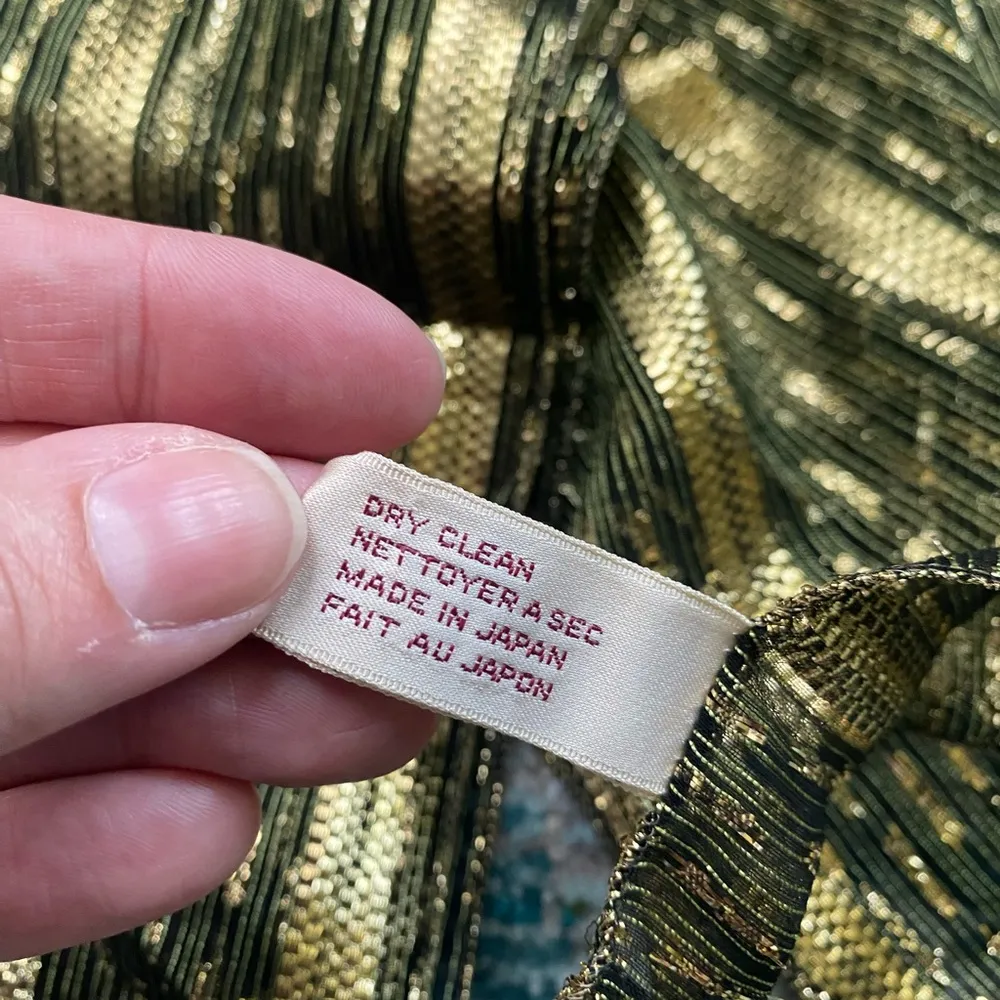 DRY CLEAN
NETTOYER A SEC
MADE IN JAPAN
FAIT AU JAPON